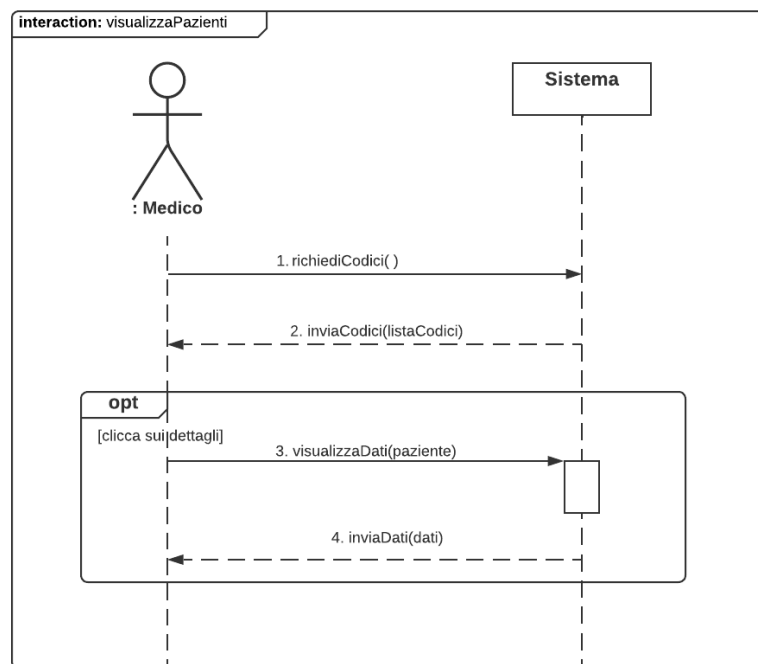 interaction: visualizzaPazienti
Sistema
: Medico
1. richiediCodici( )
2. inviaCodici(listaCodici)
opt
[clicca sui dettagli]
3. visualizzaDati(paziente)
4. inviaDati(dati)